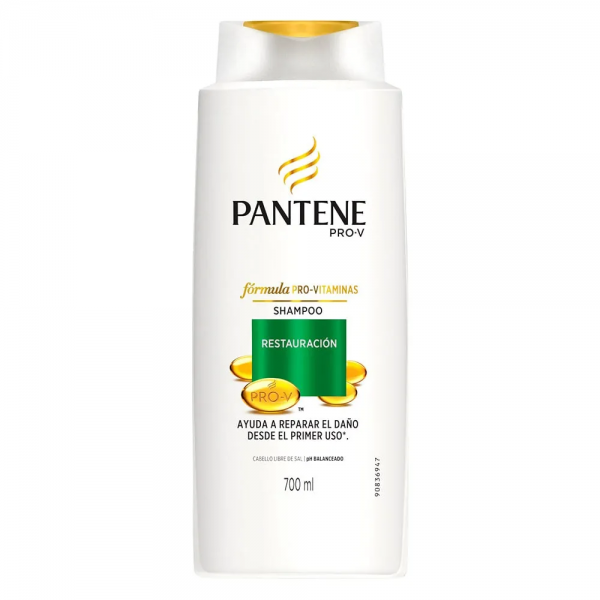 PANTENE
PRO-V
fórmula PRO-VITAMINAS
SHAMPOO
RESTAURACIÓN
PRO-V
™
AYUDA A REPARAR EL DAÑO
DESDE EL PRIMER USO*.
CABELLO LIBRE DE SAL | pH BALANCEADO
90836947
700 ml